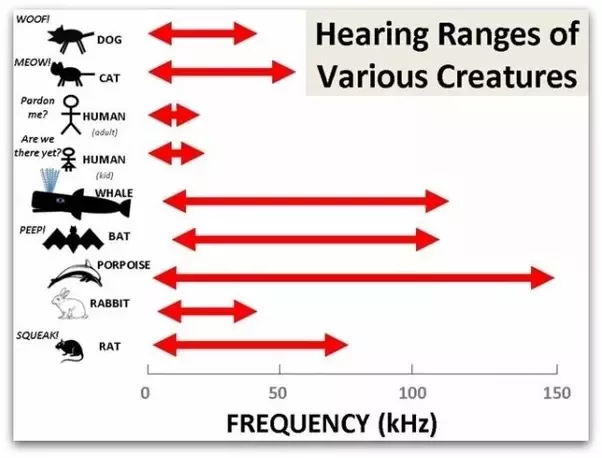 Hearing Ranges of
Various Creatures
WOOF!
DOG
MEOW!
CAT
Pardon
me?
HUMAN
(adult)
Are we
there yet?
HUMAN
(kid)
WHALE
PEEP!
BAT
PORPOISE
RABBIT
SQUEAK!
RAT
0 50 100 150
FREQUENCY (kHz)